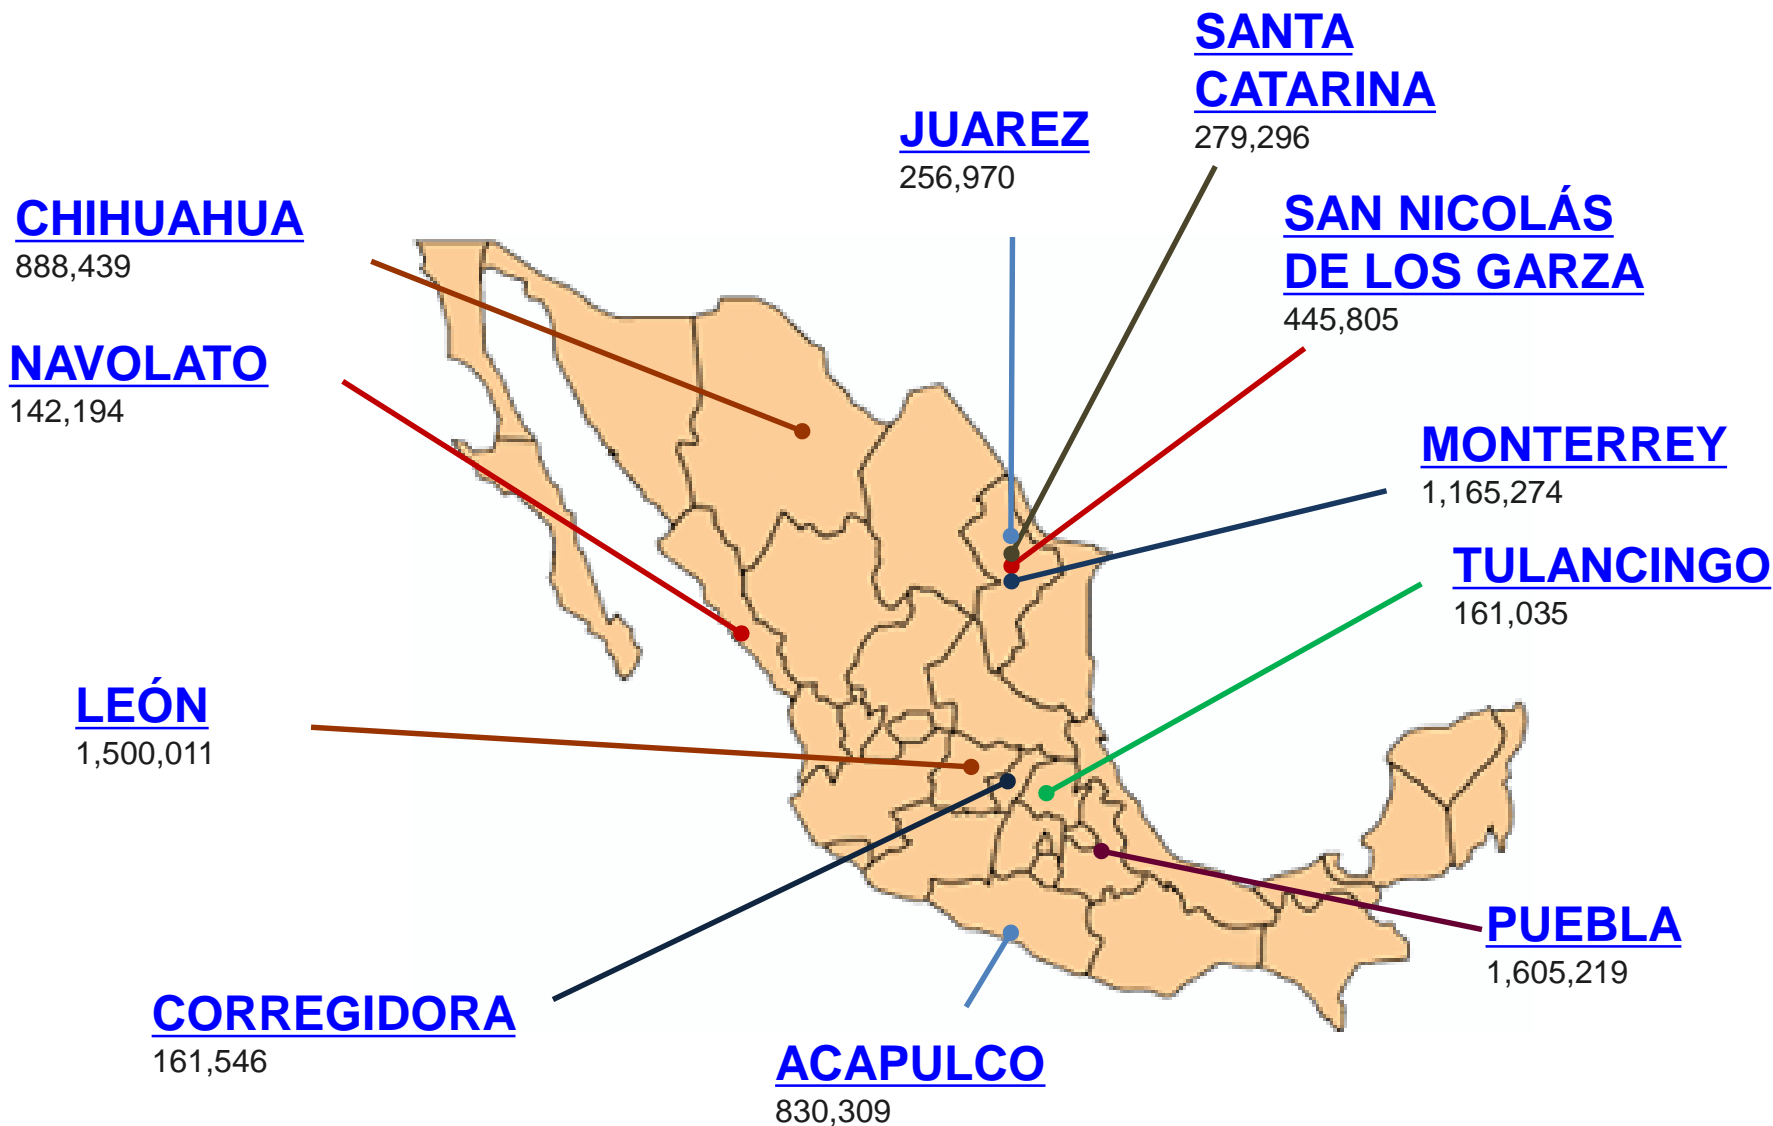 SANTA
CATARINA
279,296
JUAREZ
256,970
SAN NICOLÁS
DE LOS GARZA
445,805
CHIHUAHUA
888,439
NAVOLATO
142,194
MONTERREY
1,165,274
TULANCINGO
161,035
LEÓN
1,500,011
PUEBLA
1,605,219
CORREGIDORA
161,546
ACAPULCO
830,309